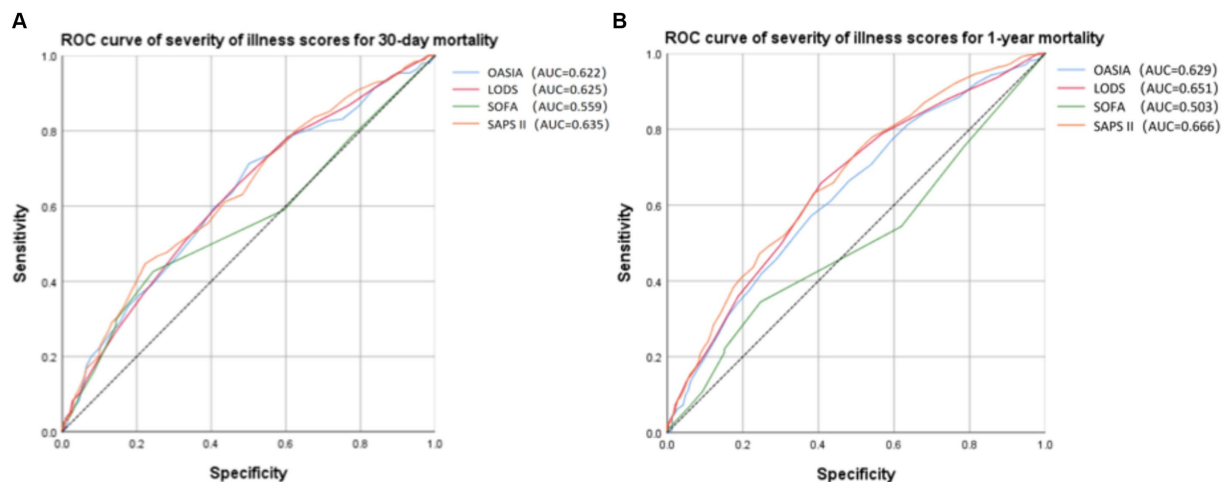 A
ROC curve of severity of illness scores for 30-day mortality
OASIA (AUC=0.622)
LODS (AUC=0.625)
SOFA (AUC=0.559)
SAPS II (AUC=0.635)
Sensitivity
1.0
0.8
0.6
0.4
0.2
0.0
0.0 0.2 0.4 0.6 0.8 1.0
Specificity
B
ROC curve of severity of illness scores for 1-year mortality
OASIA (AUC=0.629)
LODS (AUC=0.651)
SOFA (AUC=0.503)
SAPS II (AUC=0.666)
Sensitivity
1.0
0.8
0.6
0.4
0.2
0.0
0.0 0.2 0.4 0.6 0.8 1.0
Specificity